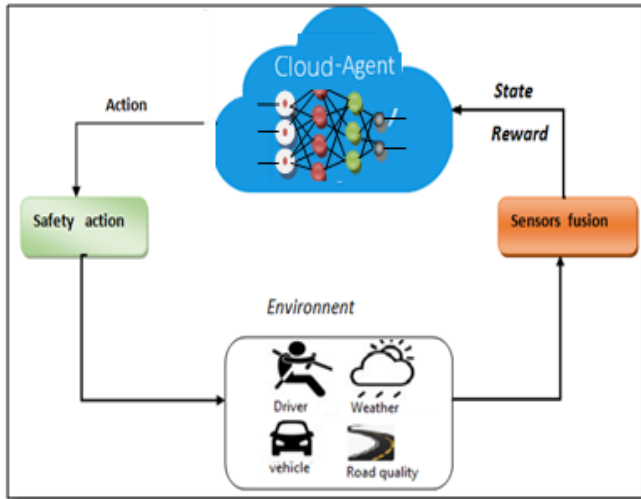 Cloud-Agent
Action
State
Reward
Safety action
Sensors fusion
Environnent
Driver
Weather
vehicle
Road quality